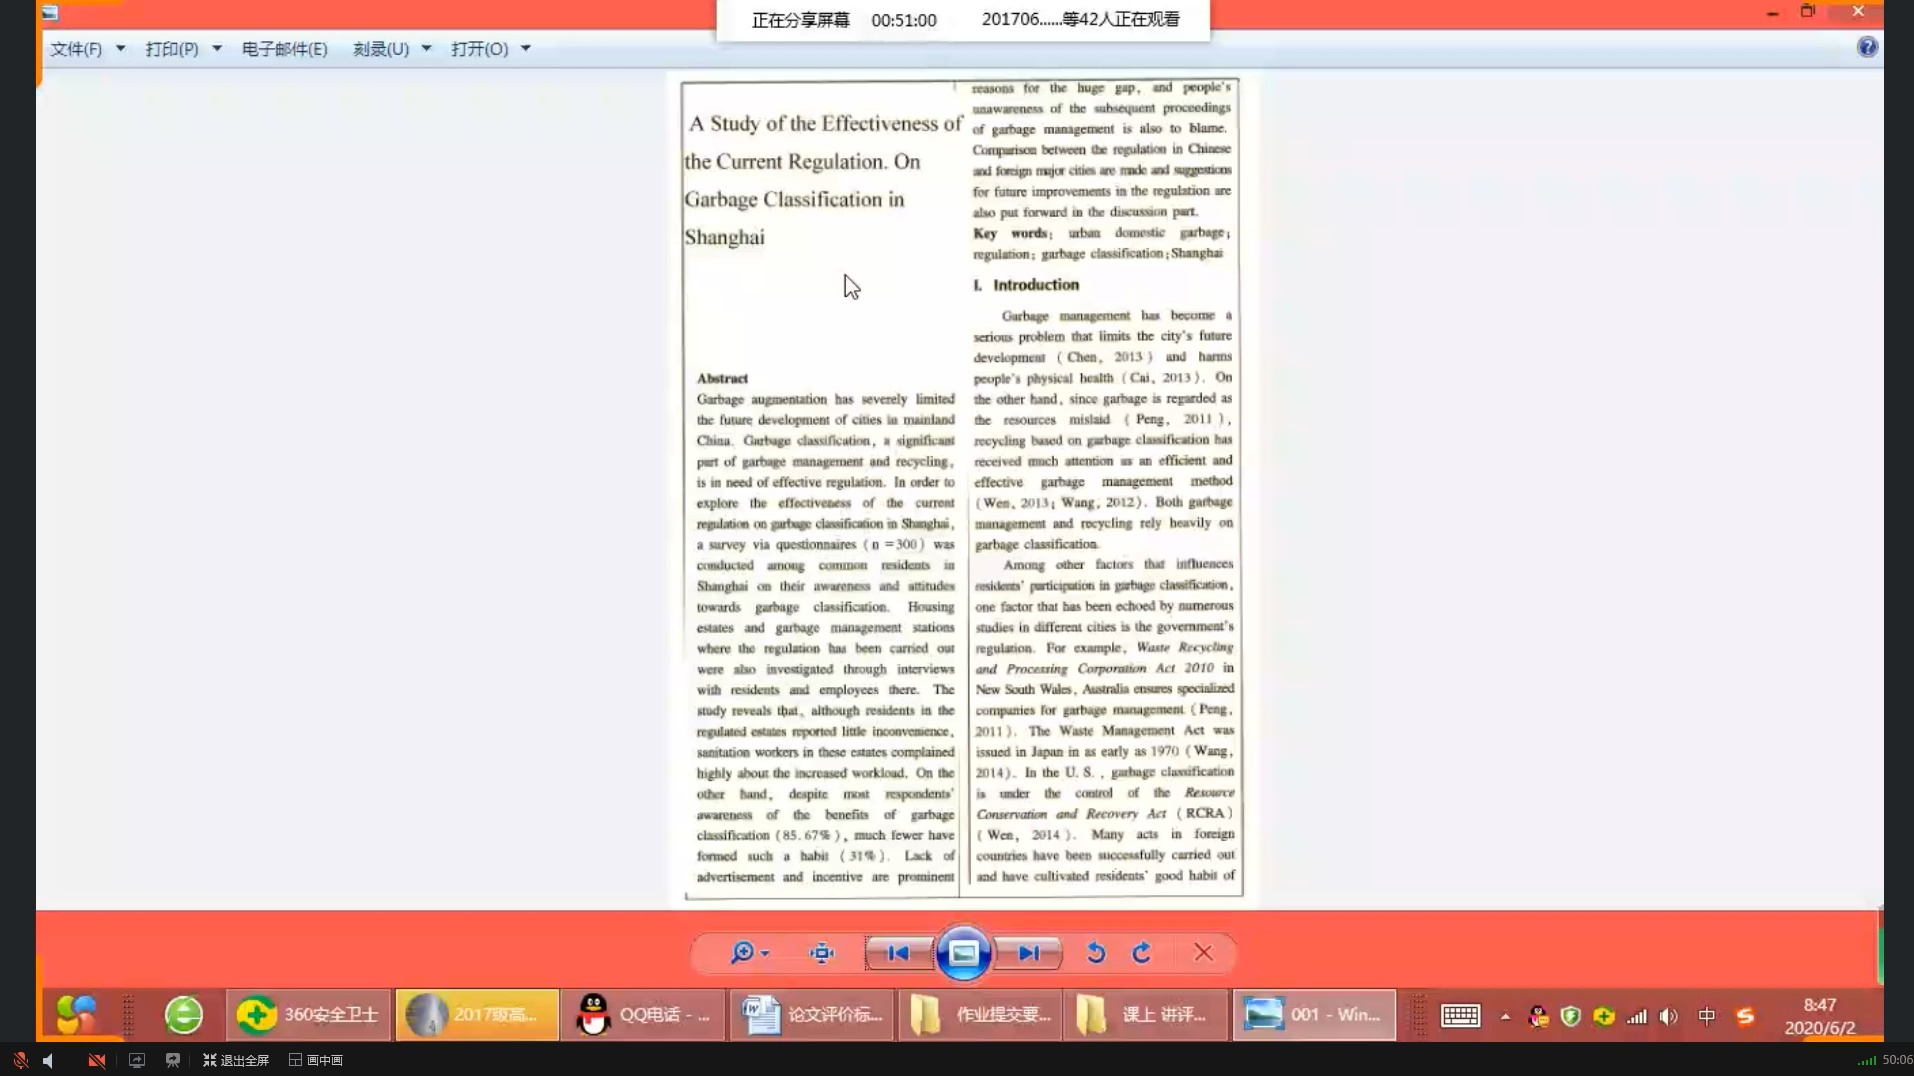 正在分享屏幕 00:51:00 201706......等42人正在观看
文件(F) 打印(P) 电子邮件(E) 刻录(U) 打开(O)
A Study of the Effectiveness of
the Current Regulation. On
Garbage Classification in
Shanghai
Abstract
Garbage augmentation has severely limited
the future development of cities in mainland
China. Garbage classification, a significant
part of garbage management and recycling,
is in need of effective regulation. In order to
explore the effectiveness of the current
regulation on garbage classification in Shanghai,
a survey via questionnaires ( n =300) was
conducted among common residents in
Shanghai on their awareness and attitudes
towards garbage classification. Housing
estates and garbage management stations
where the regulation has been carried out
were also investigated through interviews
with residents and employees there. The
study reveals that, although residents in the
regulated estates reported little inconvenience,
sanitation workers in these estates complained
highly about the increased workload. On the
other hand, despite most respondents'
awareness of the benefits of garbage
classification (85.67%), much fewer have
formed such a habit (31%). Lack of
advertisement and incentive are prominent
reasons for the huge gap, and people's
unawareness of the subsequent proceedings
of garbage management is also to blame.
Comparison between the regulation in Chinese
and foreign major cities are made and suggestions
for future improvements in the regulation are
also put forward in the discussion part.
Key words: urban domestic garbage;
regulation; garbage classification;Shanghai
I. Introduction
Garbage management has become a
serious problem that limits the city's future
development (Chen, 2013) and harms
people's physical health (Cai, 2013). On
the other hand, since garbage is regarded as
the resources mislaid (Peng, 2011),
recycling based on garbage classification has
received much attention as an efficient and
effective garbage management method
(Wen, 2013; Wang, 2012). Both garbage
management and recycling rely heavily on
garbage classification.
Among other factors that influences
residents' participation in garbage classification,
one factor that has been echoed by numerous
studies in different cities is the government's
regulation. For example, Waste Recycling
and Processing Corporation Act 2010 in
New South Wales, Australia ensures specialized
companies for garbage management (Peng,
2011). The Waste Management Act was
issued in Japan in as early as 1970 (Wang,
2014). In the U. S. , garbage classification
is under the control of the Resource
Conservation and Recovery Act (RCRA)
(Wen, 2014). Many acts in foreign
countries have been successfully carried out
and have cultivated residents' good habit of
360安全卫士 2017级高... QQ电话 - ... 论文评价标... 作业提交要... 课上 讲评... 001 - Win... 中 8:47
2020/6/2
退出全屏 画中画 50:06